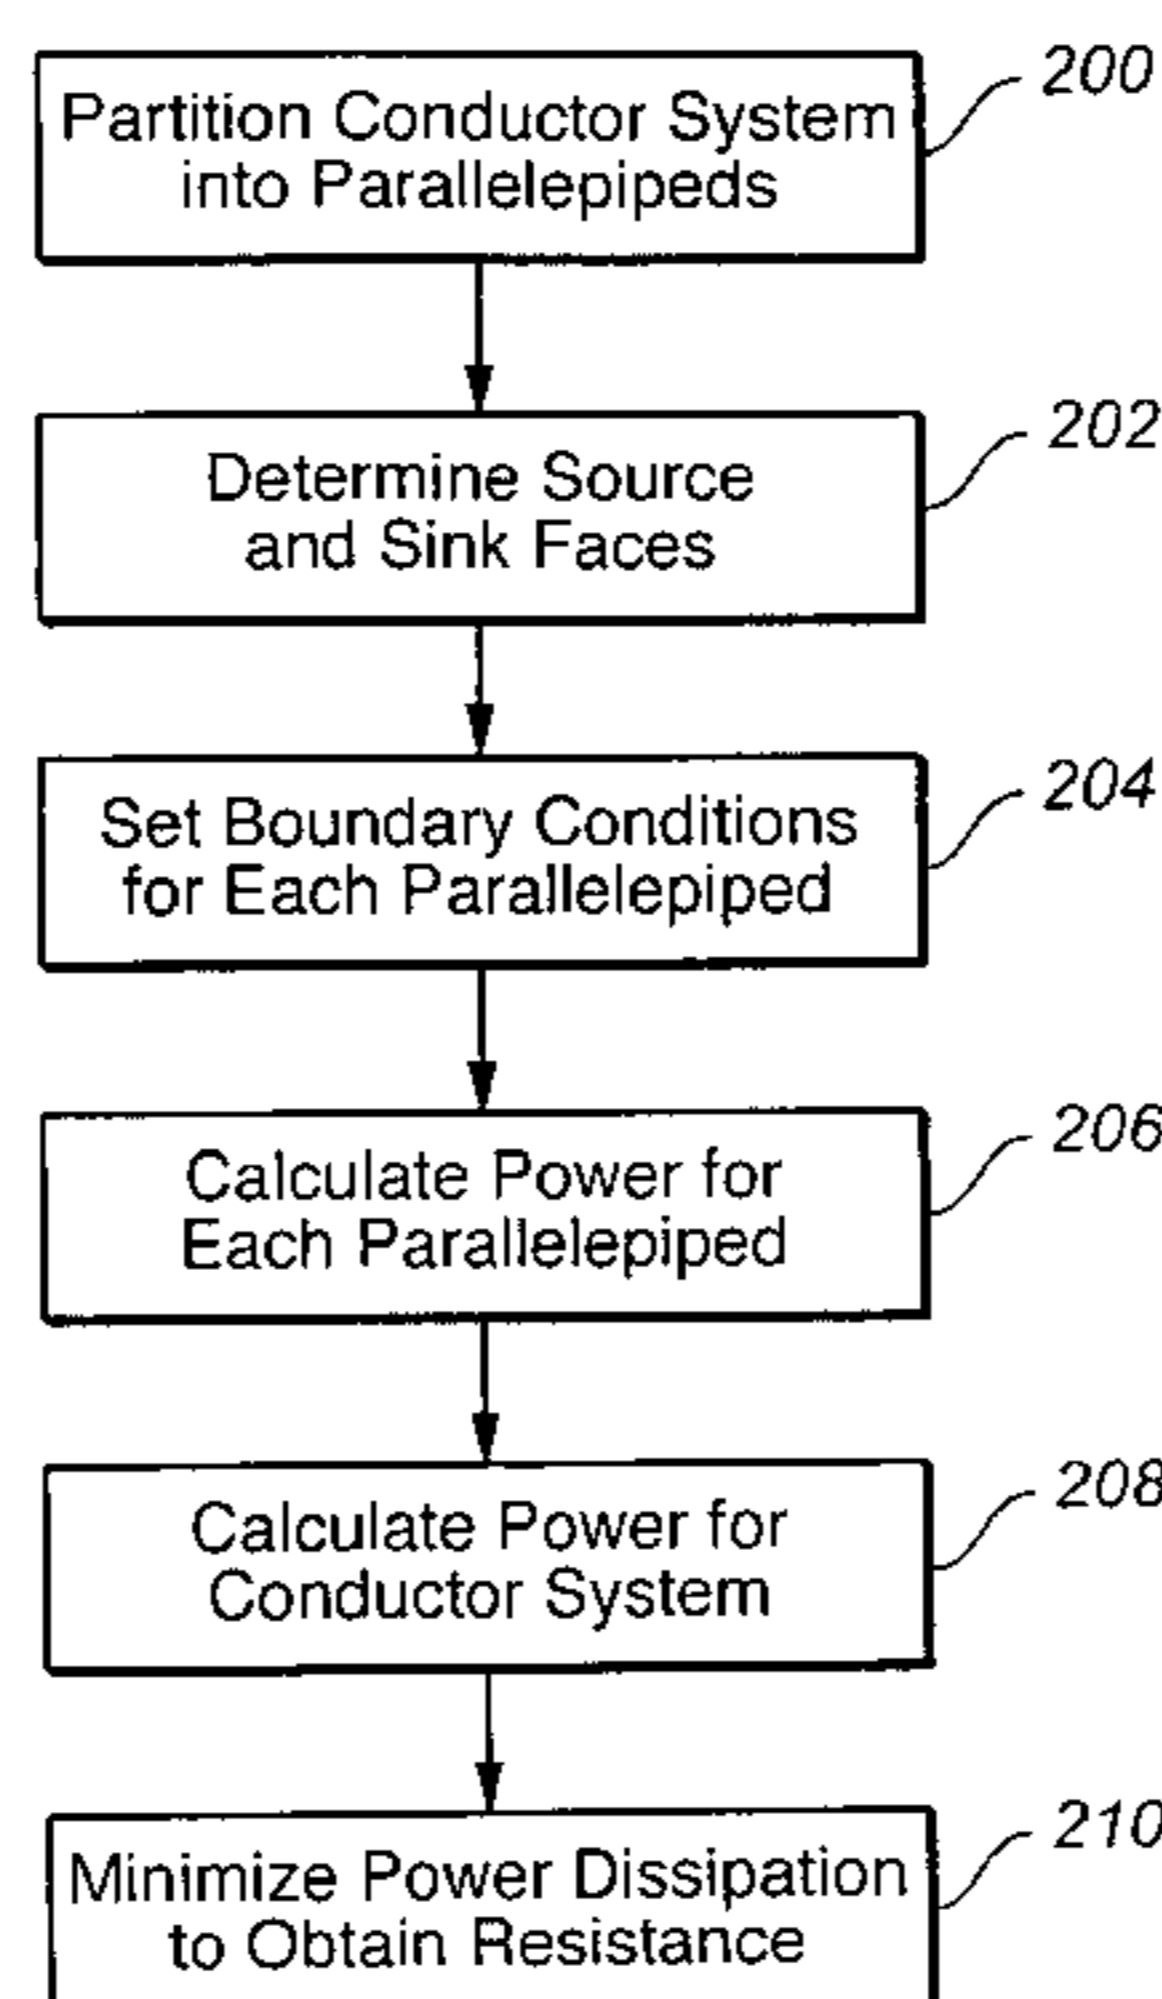 200
Partition Conductor System
into Parallelepipeds
202
Determine Source
and Sink Faces
204
Set Boundary Conditions
for Each Parallelepiped
206
Calculate Power for
Each Parallelepiped
208
Calculate Power for
Conductor System
210
Minimize Power Dissipation
to Obtain Resistance